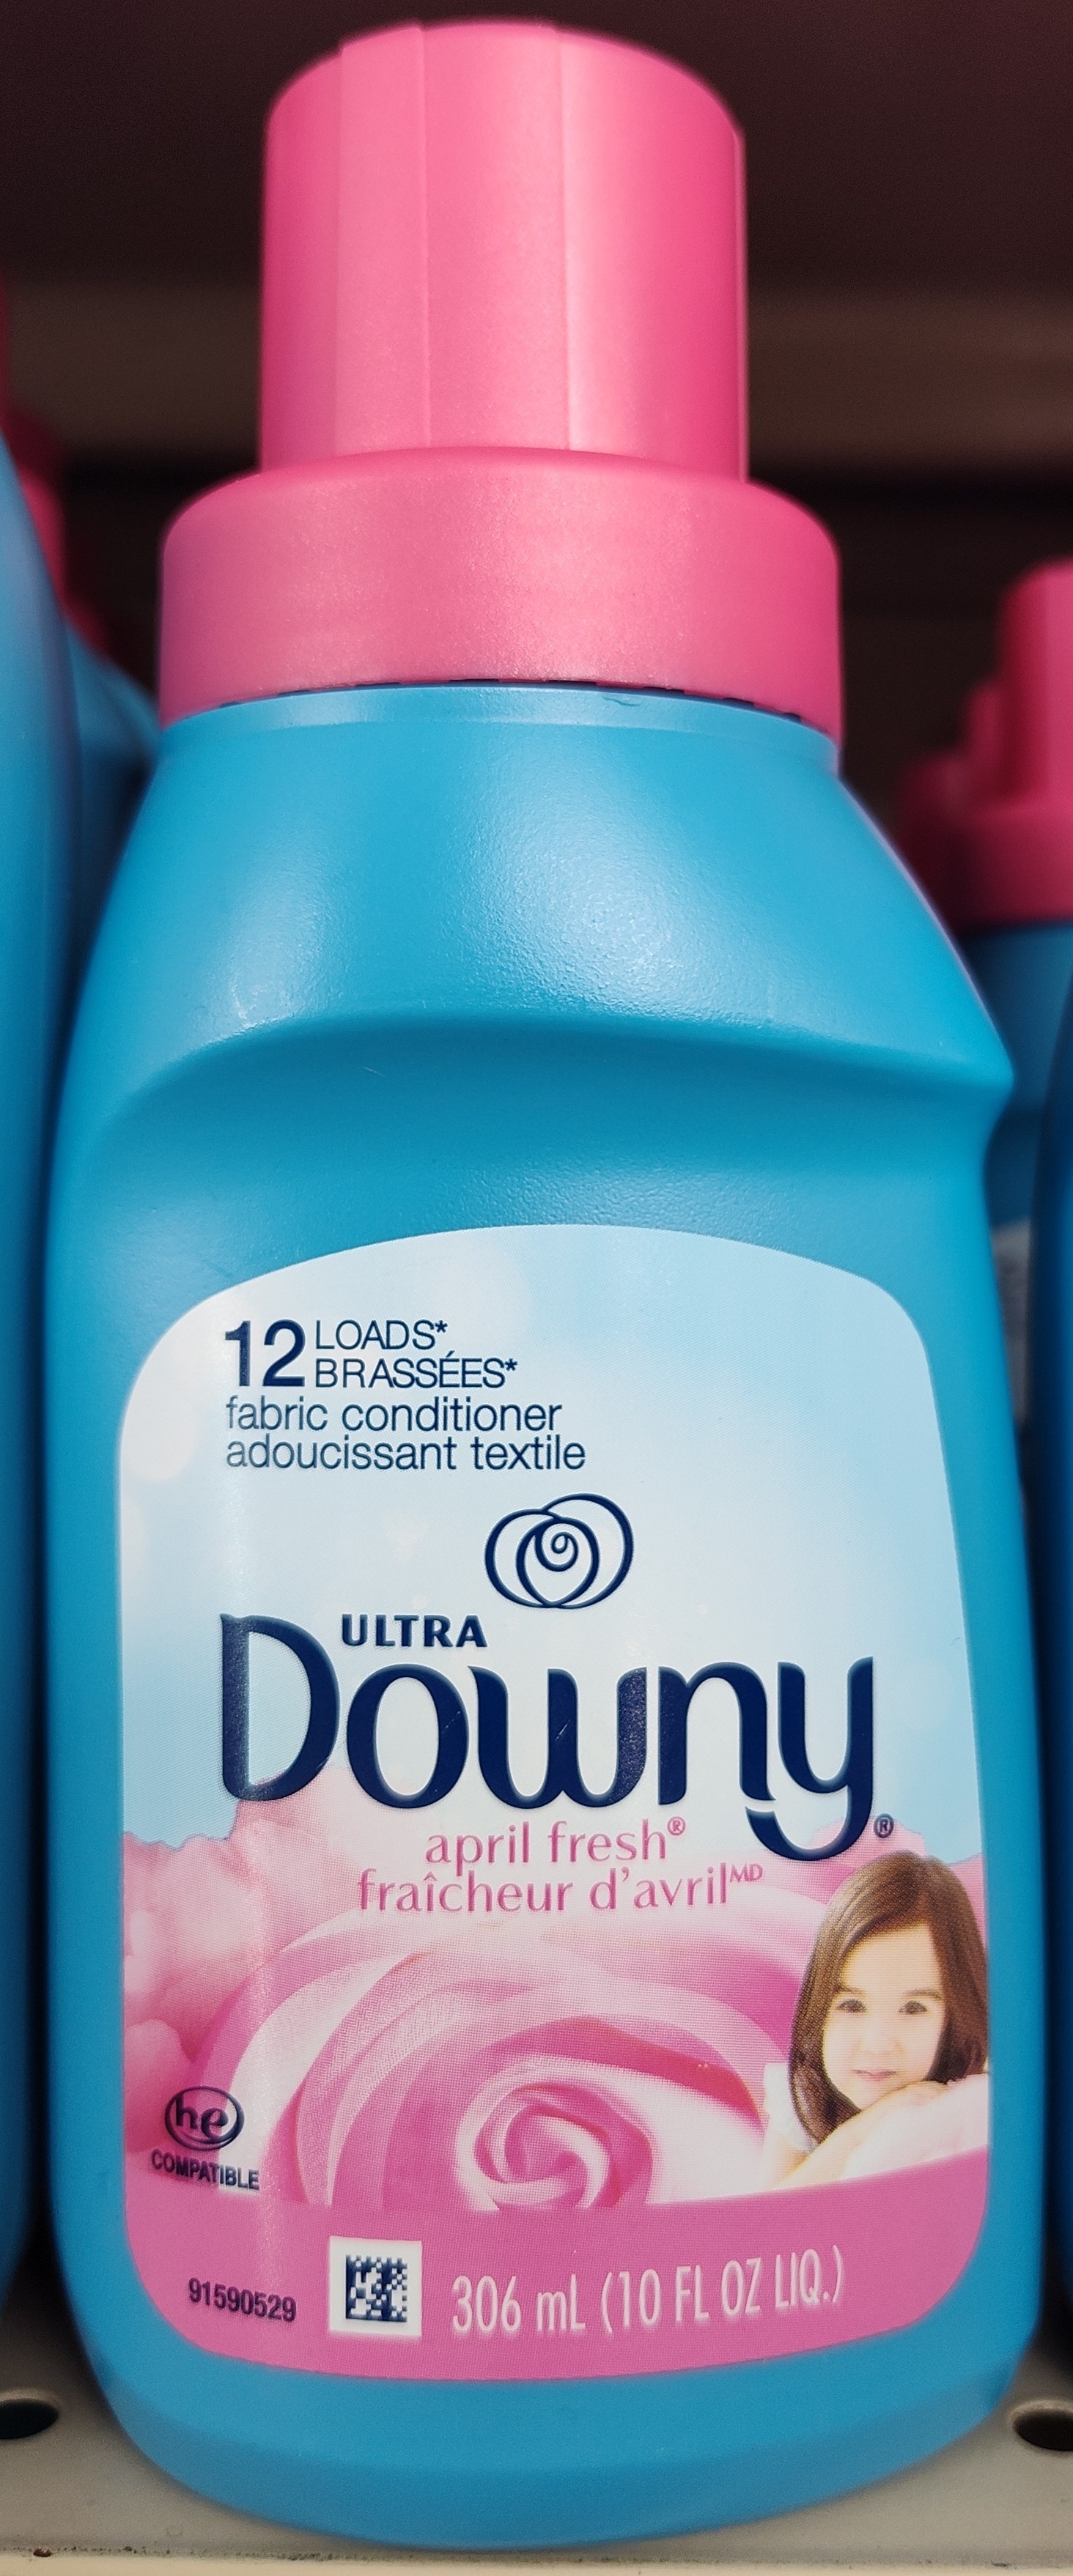 12 LOADS*
BRASSÉES*
fabric conditioner
adoucissant textile
ULTRA
Downy®
april fresh®
fraîcheur d'avrilMD
he
COMPATIBLE
91590529
306 mL (10 FL OZ LIQ.)